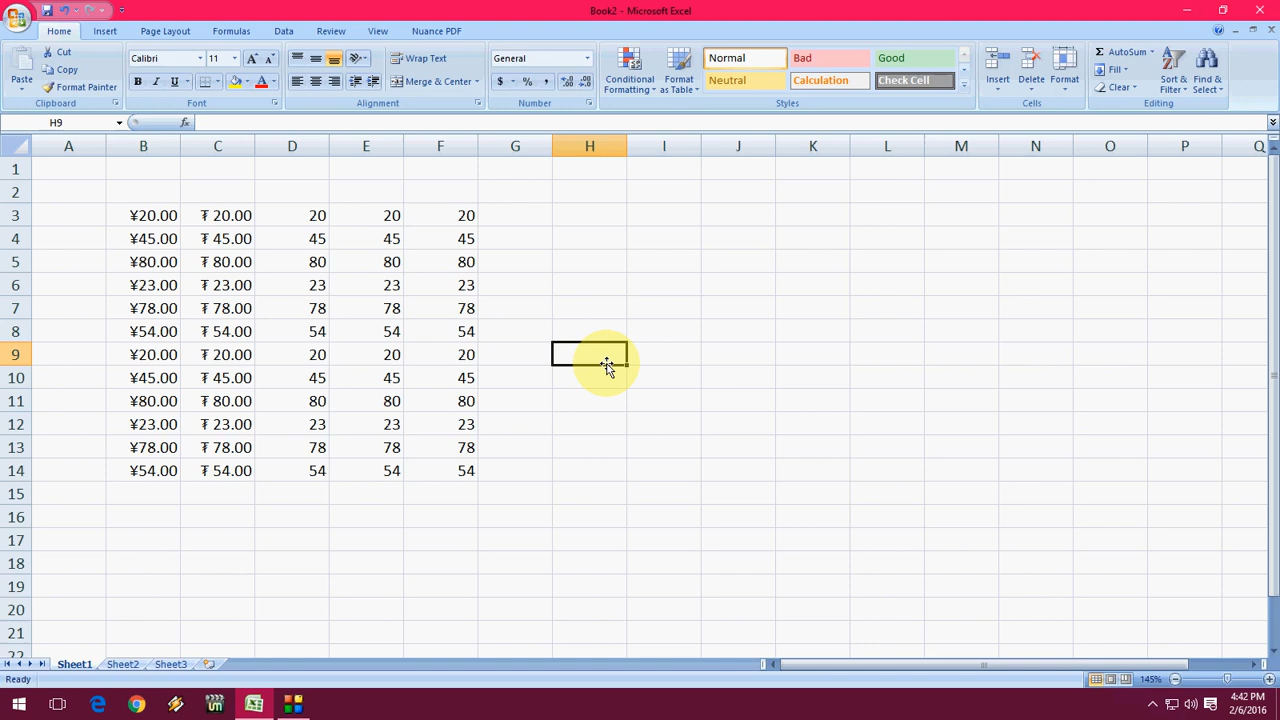 Book2 - Microsoft Excel
Home Insert Page Layout Formulas Data Review View Nuance PDF
Paste Cut Copy Format Painter Clipboard
Calibri 11 A A B I U A Font
Wrap Text Merge & Center Alignment
General $ % , Number
Conditional Formatting Format as Table Normal Bad Good Neutral Calculation Check Cell Styles
Insert Delete Format Cells
AutoSum Fill Clear Sort & Filter Find & Select Editing
H9 fx
A B C D E F G H I J K L M N O P Q
1
2
3 ¥20.00 ₮ 20.00 20 20 20
4 ¥45.00 ₮ 45.00 45 45 45
5 ¥80.00 ₮ 80.00 80 80 80
6 ¥23.00 ₮ 23.00 23 23 23
7 ¥78.00 ₮ 78.00 78 78 78
8 ¥54.00 ₮ 54.00 54 54 54
9 ¥20.00 ₮ 20.00 20 20 20
10 ¥45.00 ₮ 45.00 45 45 45
11 ¥80.00 ₮ 80.00 80 80 80
12 ¥23.00 ₮ 23.00 23 23 23
13 ¥78.00 ₮ 78.00 78 78 78
14 ¥54.00 ₮ 54.00 54 54 54
15
16
17
18
19
20
21
22
Sheet1 Sheet2 Sheet3
Ready 145%
4:42 PM
2/6/2016